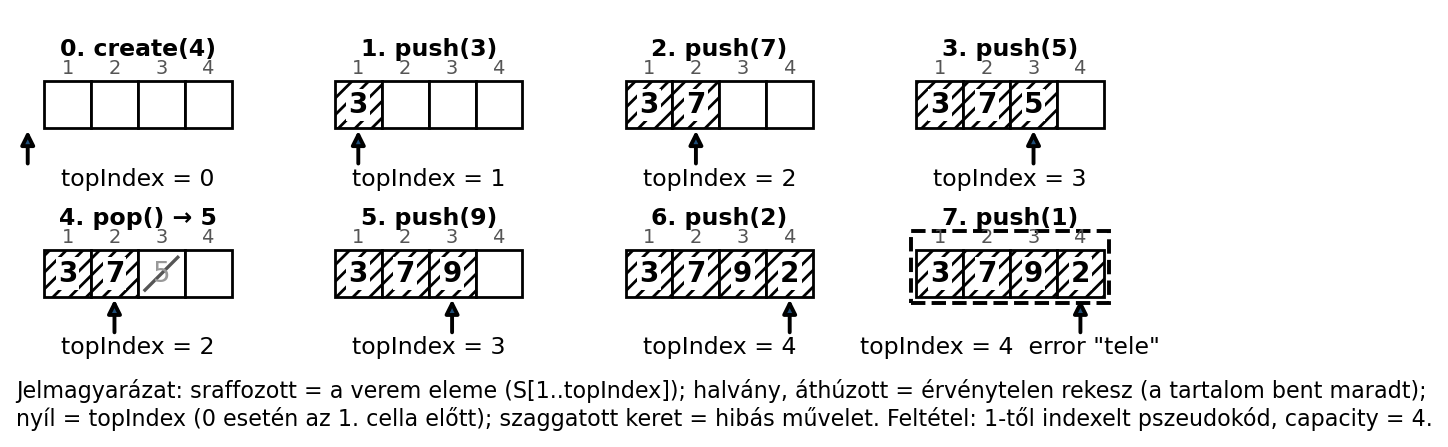 0. create(4) 1. push(3) 2. push(7) 3. push(5)
1 2 3 4 1 2 3 4 1 2 3 4 1 2 3 4
3 3 7 3 7 5
topIndex = 0 topIndex = 1 topIndex = 2 topIndex = 3
4. pop() → 5 5. push(9) 6. push(2) 7. push(1)
1 2 3 4 1 2 3 4 1 2 3 4 1 2 3 4
3 7 5 3 7 9 3 7 9 2 3 7 9 2
topIndex = 2 topIndex = 3 topIndex = 4 topIndex = 4 error "tele"
Jelmagyarázat: sraffozott = a verem eleme (S[1..topIndex]); halvány, áthúzott = érvénytelen rekesz (a tartalom bent maradt);
nyíl = topIndex (0 esetén az 1. cella előtt); szaggatott keret = hibás művelet. Feltétel: 1-től indexelt pszeudokód, capacity = 4.